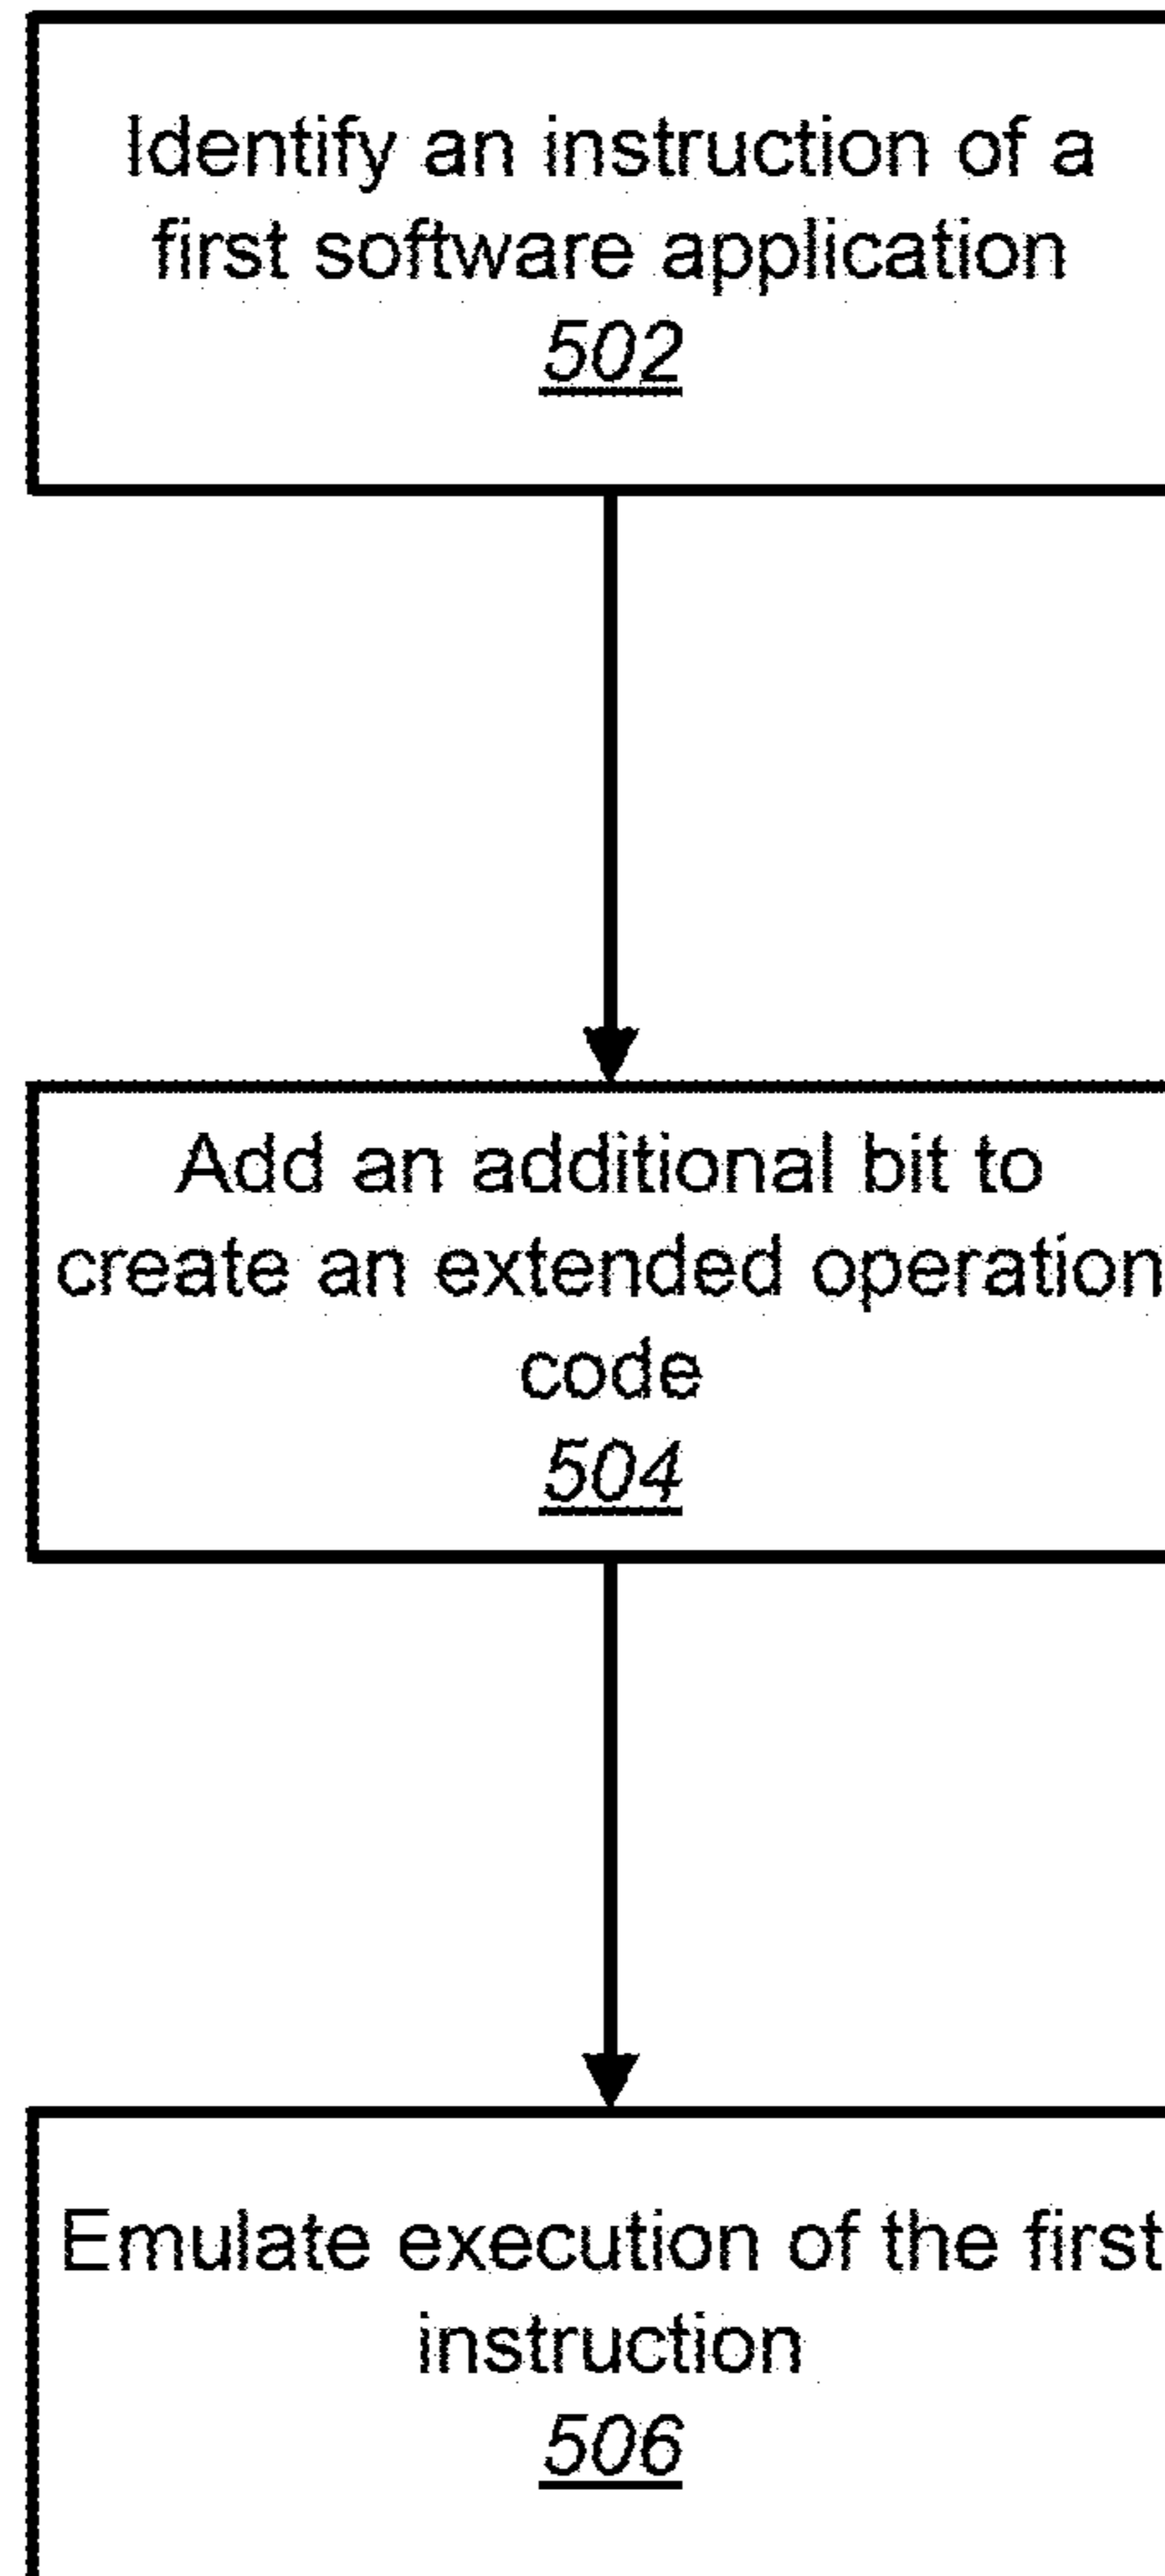 Identify an instruction of a
first software application
502
Add an additional bit to
create an extended operation
code
504
Emulate execution of the first
instruction
506